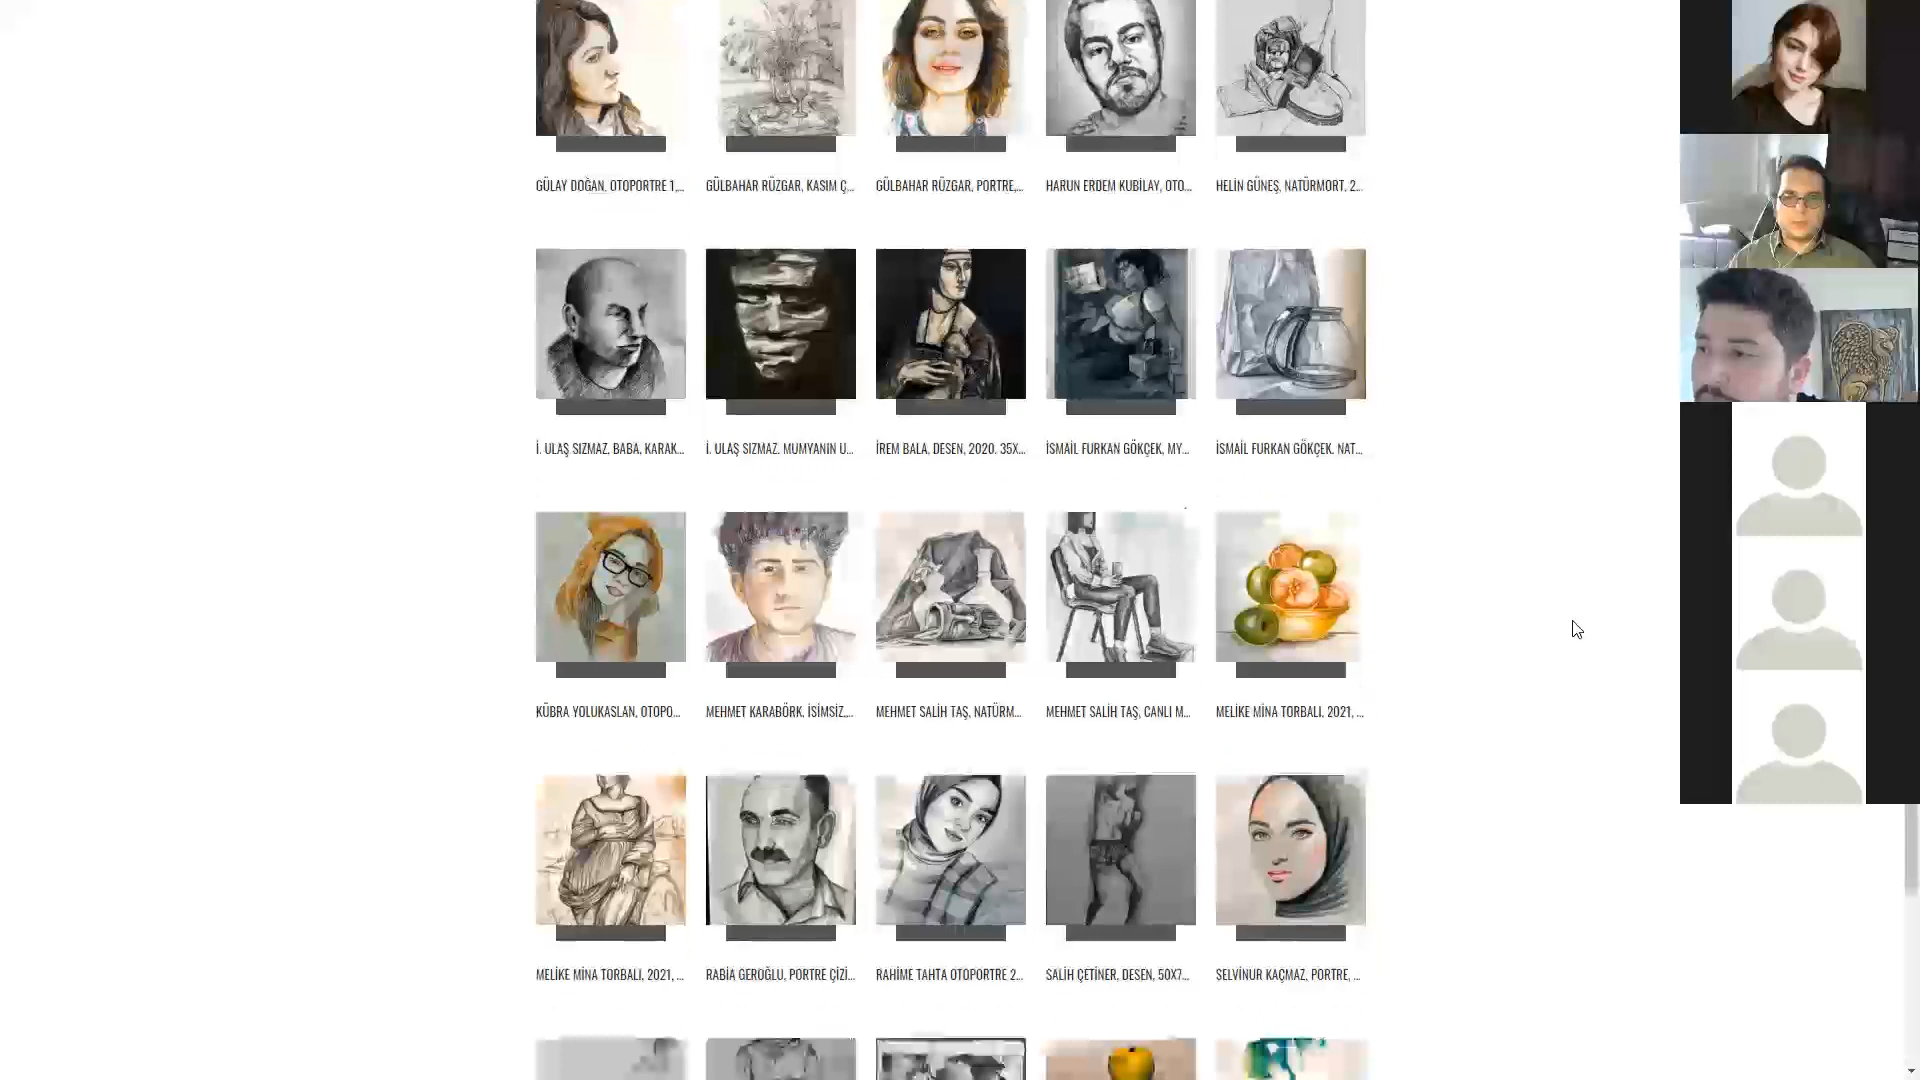 GÜLAY DOĞAN, OTOPORTRE 1,...
GÜLBAHAR RÜZGAR, KASIM Ç...
GÜLBAHAR RÜZGAR, PORTRE,...
HARUN ERDEM KUBİLAY, OTO...
HELİN GÜNEŞ, NATÜRMORT, 2...
İ. ULAŞ SIZMAZ, BABA, KARAK...
İ. ULAŞ SIZMAZ, MUMYANIN U...
İREM BALA, DESEN, 2020, 35X...
İSMAİL FURKAN GÖKÇEK, MY...
İSMAİL FURKAN GÖKÇEK, NAT...
KÜBRA YOLUKASLAN, OTOPO...
MEHMET KARABÖRK, İSİMSİZ,...
MEHMET SALİH TAŞ, NATÜRM...
MEHMET SALİH TAŞ, CANLI M...
MELİKE MİNA TORBALI, 2021, ...
MELİKE MİNA TORBALI, 2021, ...
RABİA GEROĞLU, PORTRE ÇİZİ...
RAHİME TAHTA OTOPORTRE 2...
SALİH ÇETİNER, DESEN, 50X7...
SELVİNUR KAÇMAZ, PORTRE, ...